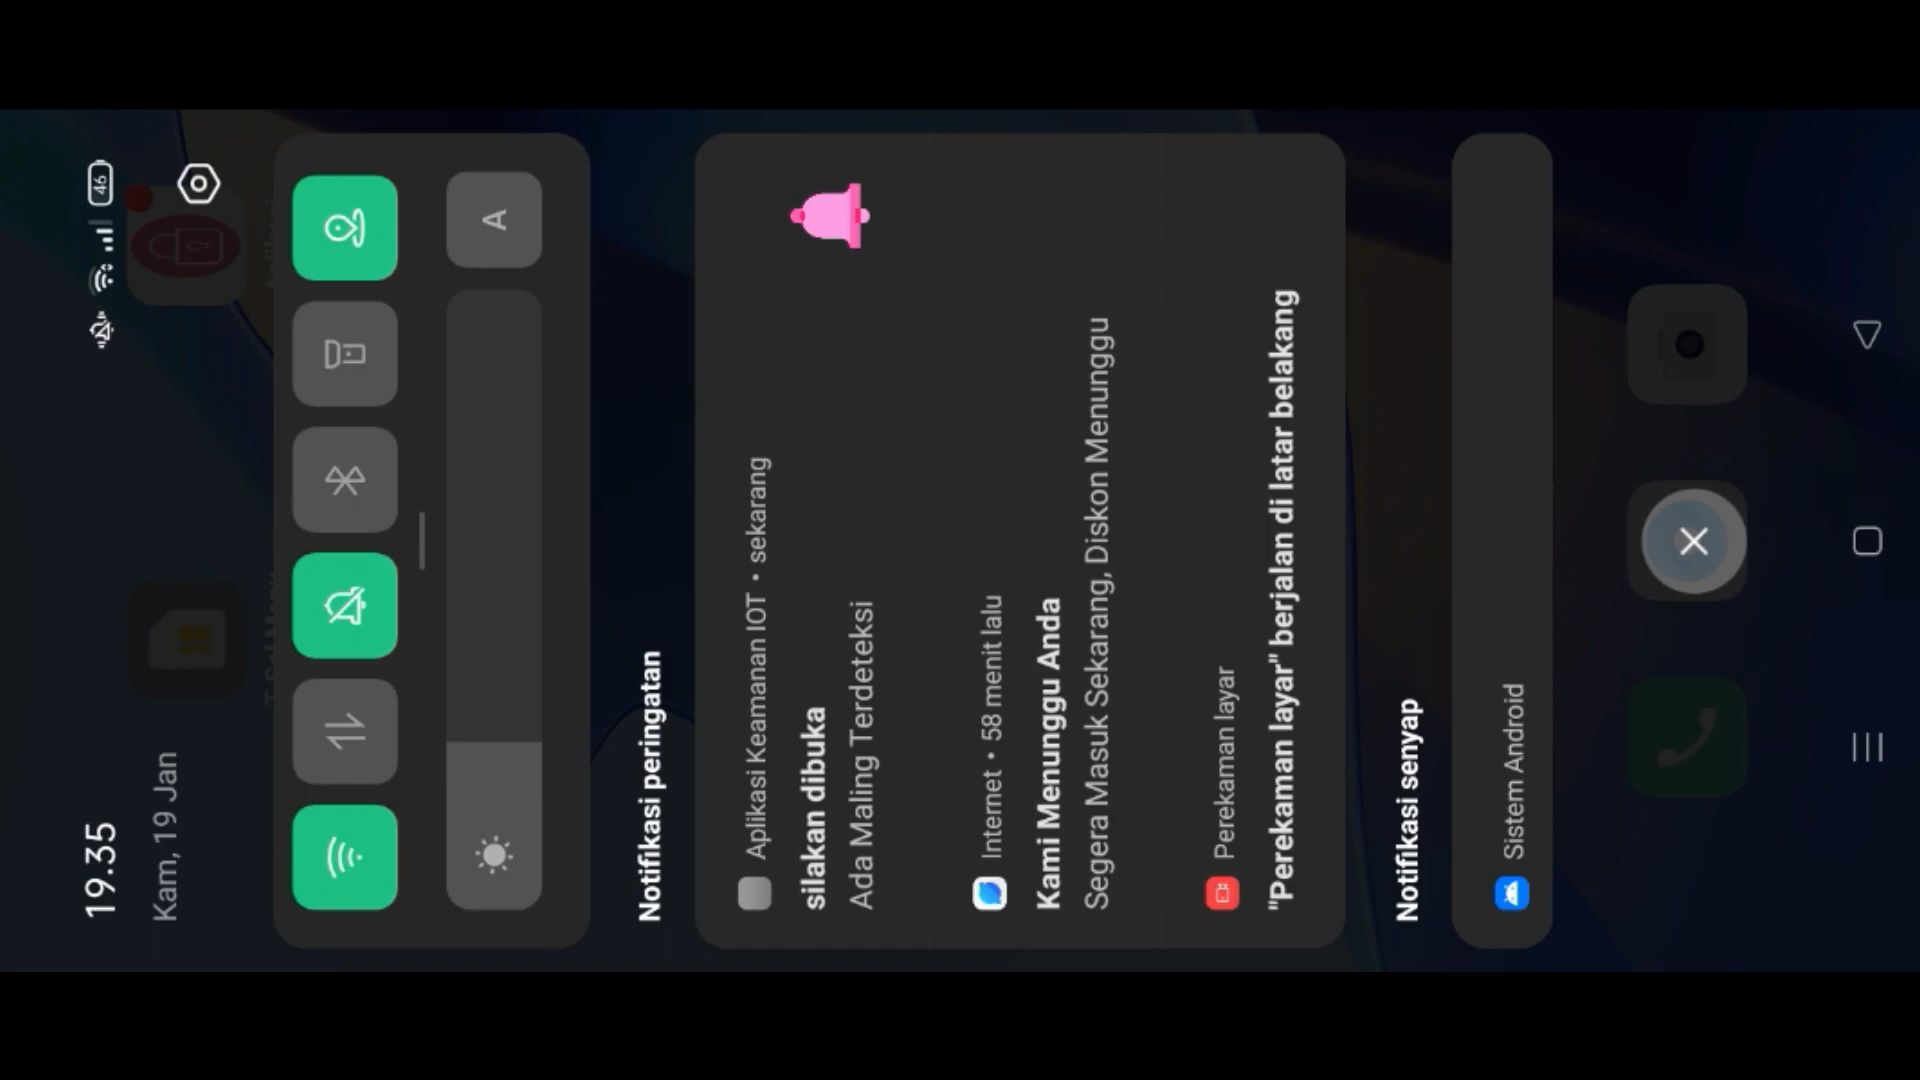 19.35
46
Kam, 19 Jan
A
Notifikasi peringatan
Aplikasi Keamanan IOT • sekarang
silakan dibuka
Ada Maling Terdeteksi
Internet • 58 menit lalu
Kami Menunggu Anda
Segera Masuk Sekarang, Diskon Menunggu
Perekaman layar
"Perekaman layar" berjalan di latar belakang
Notifikasi senyap
Sistem Android